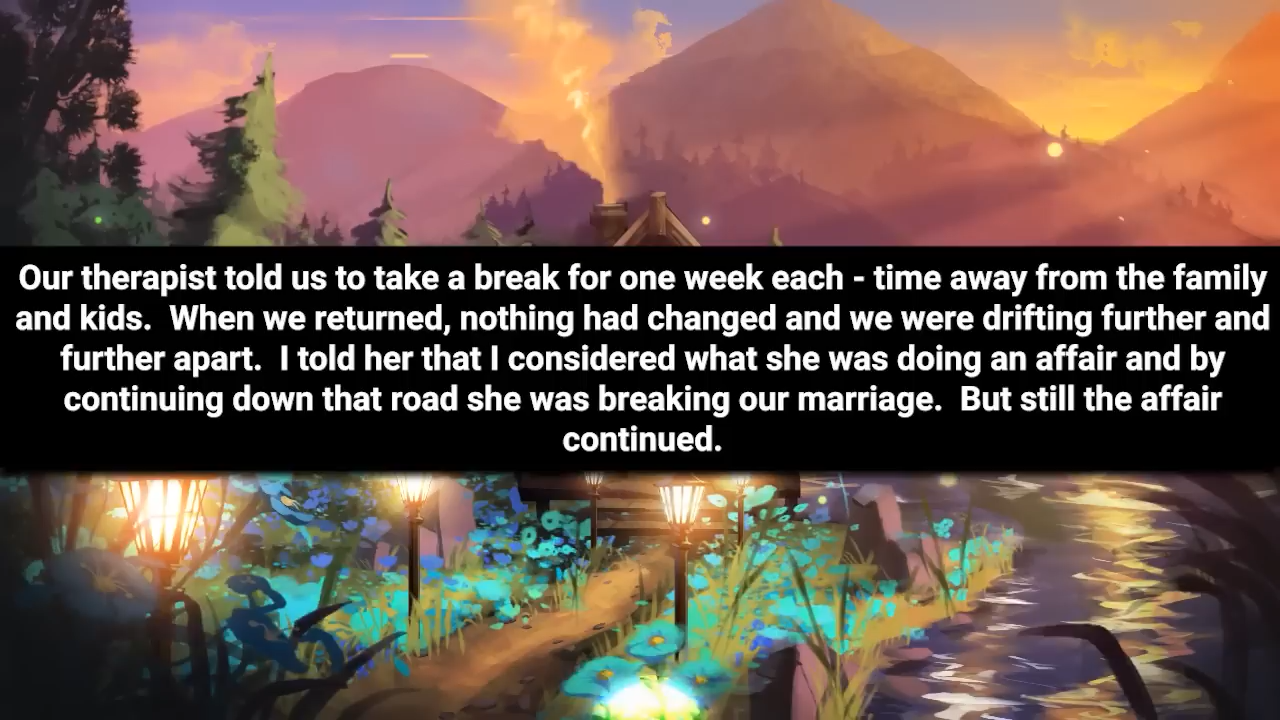 Our therapist told us to take a break for one week each - time away from the family
and kids.  When we returned, nothing had changed and we were drifting further and
further apart.  I told her that I considered what she was doing an affair and by
continuing down that road she was breaking our marriage.  But still the affair
continued.